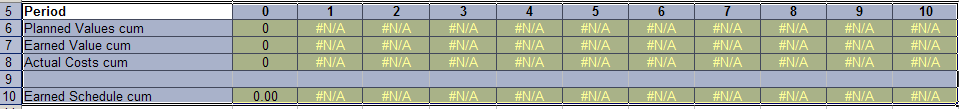 5 Period 0 1 2 3 4 5 6 7 8 9 10
6 Planned Values cum 0 #N/A #N/A #N/A #N/A #N/A #N/A #N/A #N/A #N/A #N/A
7 Earned Value cum 0 #N/A #N/A #N/A #N/A #N/A #N/A #N/A #N/A #N/A #N/A
8 Actual Costs cum 0 #N/A #N/A #N/A #N/A #N/A #N/A #N/A #N/A #N/A #N/A
9
10 Earned Schedule cum 0.00 #N/A #N/A #N/A #N/A #N/A #N/A #N/A #N/A #N/A #N/A